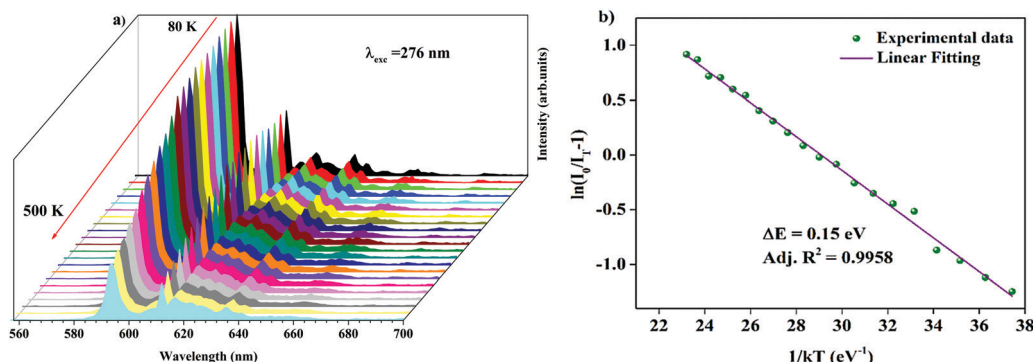 a)
80 K
λexc =276 nm
500 K
Intensity (arb.units)
560 580 600 620 640 660 680 700
Wavelength (nm)
b)
Experimental data
Linear Fitting
1.0
0.5
0.0
-0.5
-1.0
ln(I0/IT-1)
ΔE = 0.15 eV
Adj. R² = 0.9958
22 24 26 28 30 32 34 36 38
1/kT (eV⁻¹)